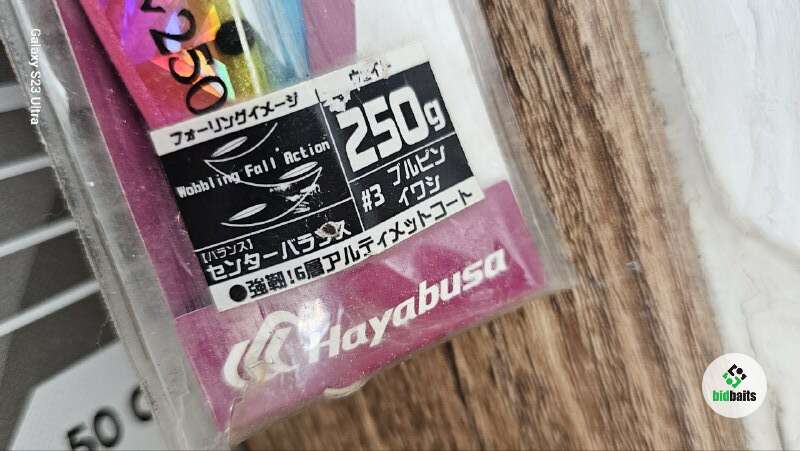 250
フォーリングイメージ
Wobbling Fall Action
250g
#3 ブルピン
イワシ
【バランス】
センターバランス
●強靭!6層アルティメットコート
Hayabusa
50
Galaxy S23 Ultra
bidbaits